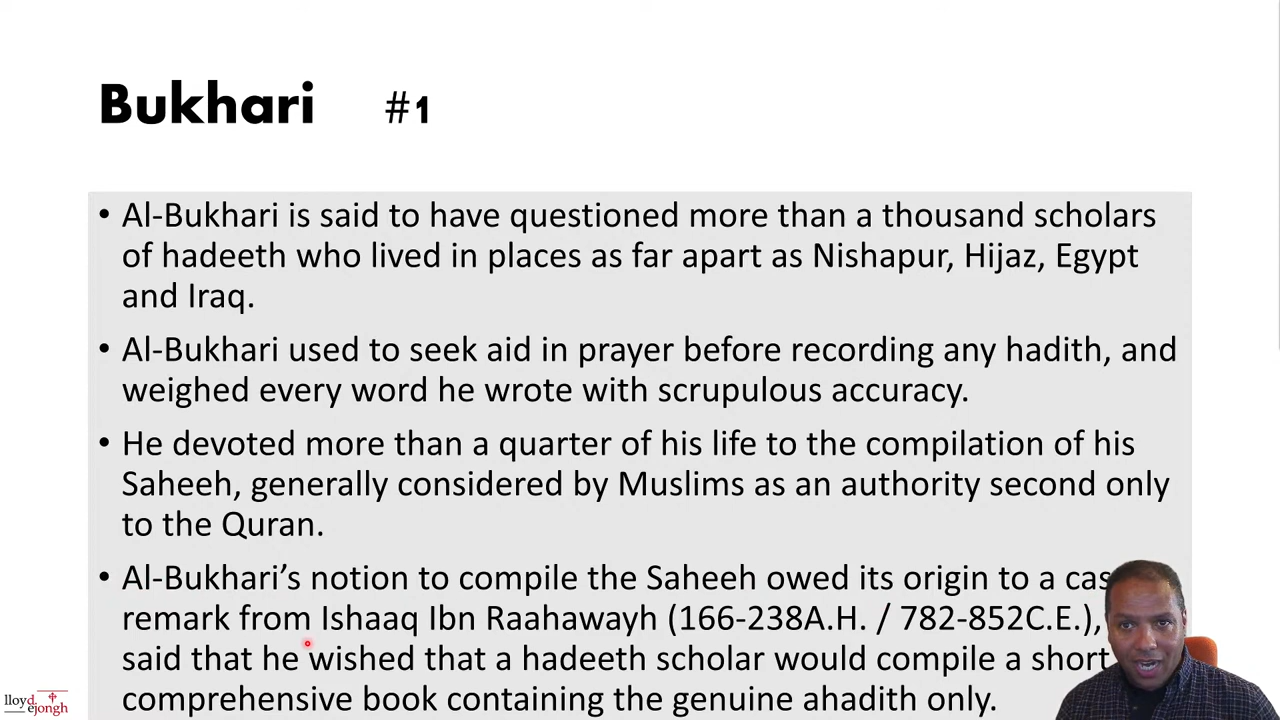 Bukhari #1
• Al-Bukhari is said to have questioned more than a thousand scholars
of hadeeth who lived in places as far apart as Nishapur, Hijaz, Egypt
and Iraq.
• Al-Bukhari used to seek aid in prayer before recording any hadith, and
weighed every word he wrote with scrupulous accuracy.
• He devoted more than a quarter of his life to the compilation of his
Saheeh, generally considered by Muslims as an authority second only
to the Quran.
• Al-Bukhari’s notion to compile the Saheeh owed its origin to a
remark from Ishaaq Ibn Raahawayh (166-238A.H. / 782-852C.E.),
said that he wished that a hadeeth scholar would compile a short
comprehensive book containing the genuine ahadith only.
lloyd
dejongh